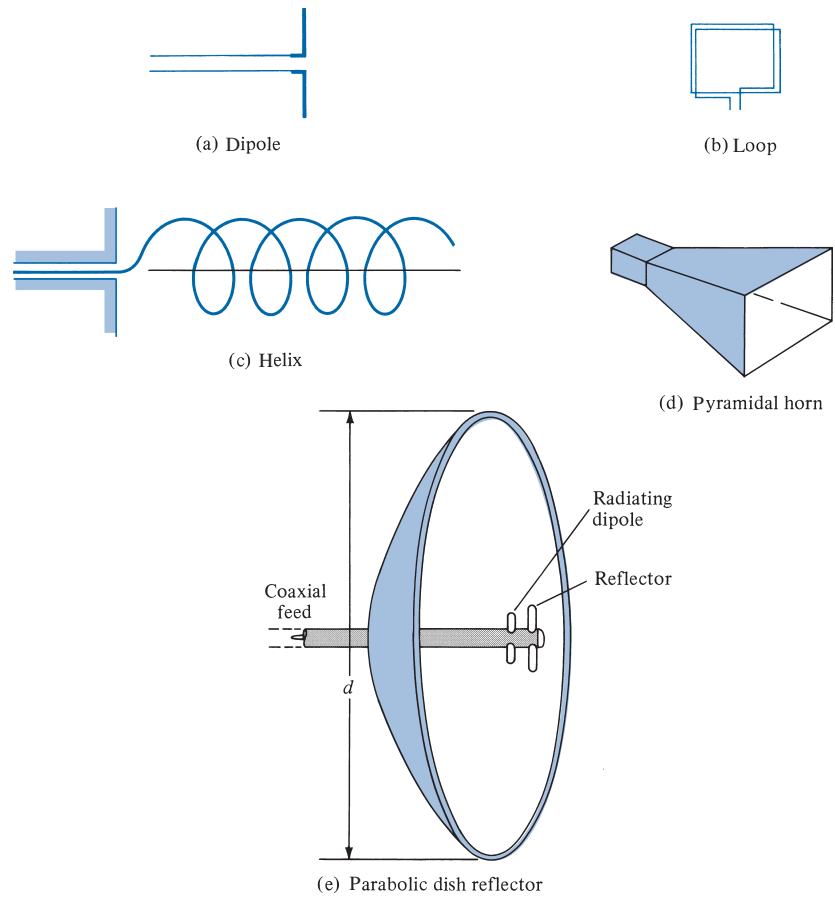 (a) Dipole
(b) Loop
(c) Helix
(d) Pyramidal horn
Radiating
dipole
Reflector
Coaxial
feed
d
(e) Parabolic dish reflector